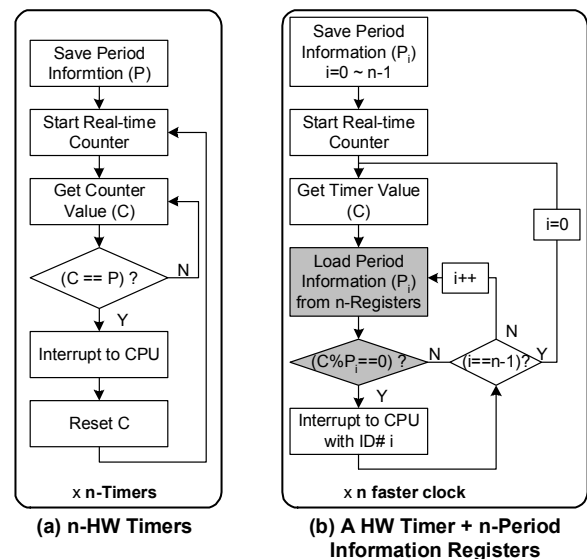 Save Period
Informtion (P)
Start Real-time
Counter
Get Counter
Value (C)
(C == P) ?
N
Y
Interrupt to CPU
Reset C
x n-Timers
(a) n-HW Timers
Save Period
Information (Pi)
i=0 ~ n-1
Start Real-time
Counter
Get Timer Value
(C)
i=0
Load Period
Information (Pi)
from n-Registers
i++
N
(C%Pi==0) ?
N
(i==n-1)?
Y
Y
Interrupt to CPU
with ID# i
x n faster clock
(b) A HW Timer + n-Period
Information Registers